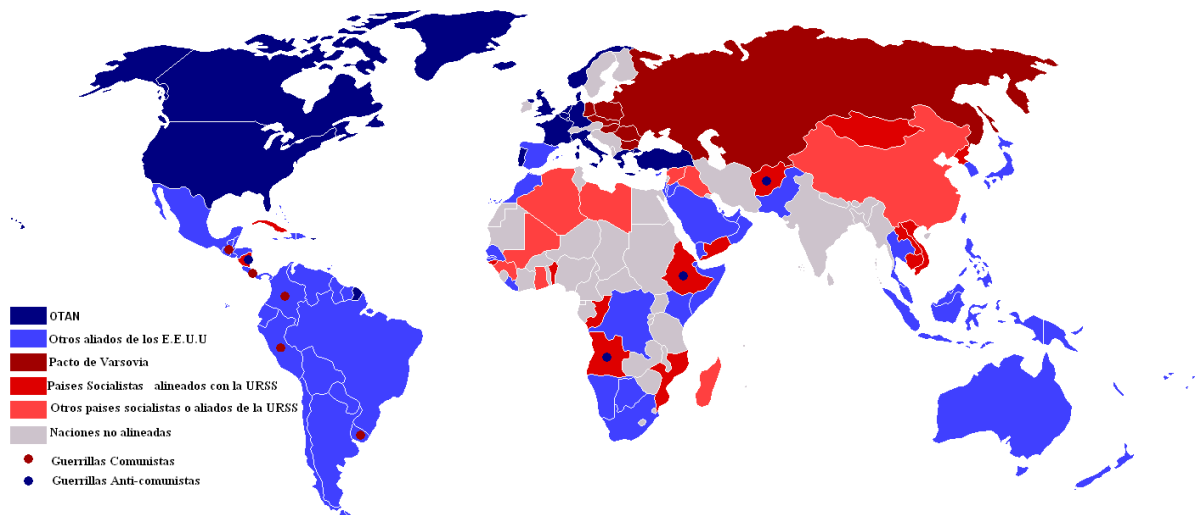 OTAN
Otros aliados de los E.E.U.U
Pacto de Varsovia
Paises Socialistas alineados con la URSS
Otros paises socialistas o aliados de la URSS
Naciones no alineadas
Guerrillas Comunistas
Guerrillas Anti-comunistas